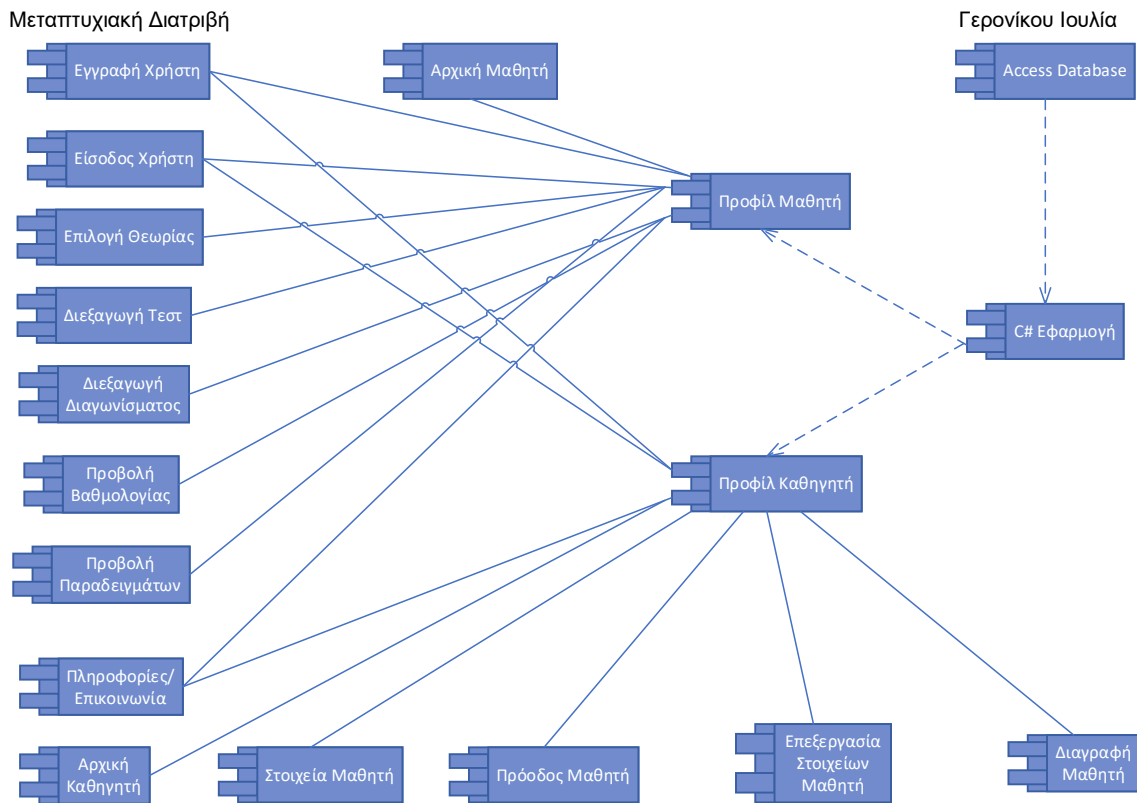 Μεταπτυχιακή Διατριβή
Γερονίκου Ιουλία
Εγγραφή Χρήστη
Αρχική Μαθητή
Access Database
Είσοδος Χρήστη
Προφίλ Μαθητή
Επιλογή Θεωρίας
Διεξαγωγή Τεστ
C# Εφαρμογή
Διεξαγωγή
Διαγωνίσματος
Προβολή
Βαθμολογίας
Προφίλ Καθηγητή
Προβολή
Παραδειγμάτων
Πληροφορίες/
Επικοινωνία
Αρχική
Καθηγητή
Στοιχεία Μαθητή
Πρόοδος Μαθητή
Επεξεργασία
Στοιχείων
Μαθητή
Διαγραφή
Μαθητή